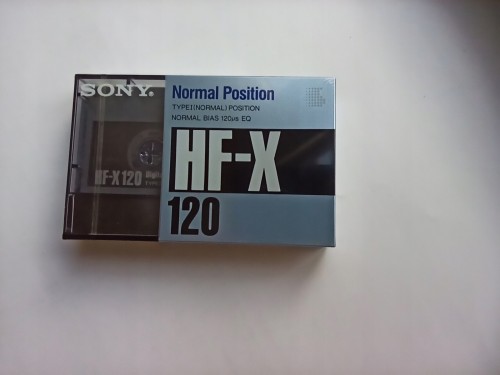 SONY.
Normal Position
TYPE I (NORMAL) POSITION
NORMAL BIAS 120μs EQ
HF-X
120
HF-X 120